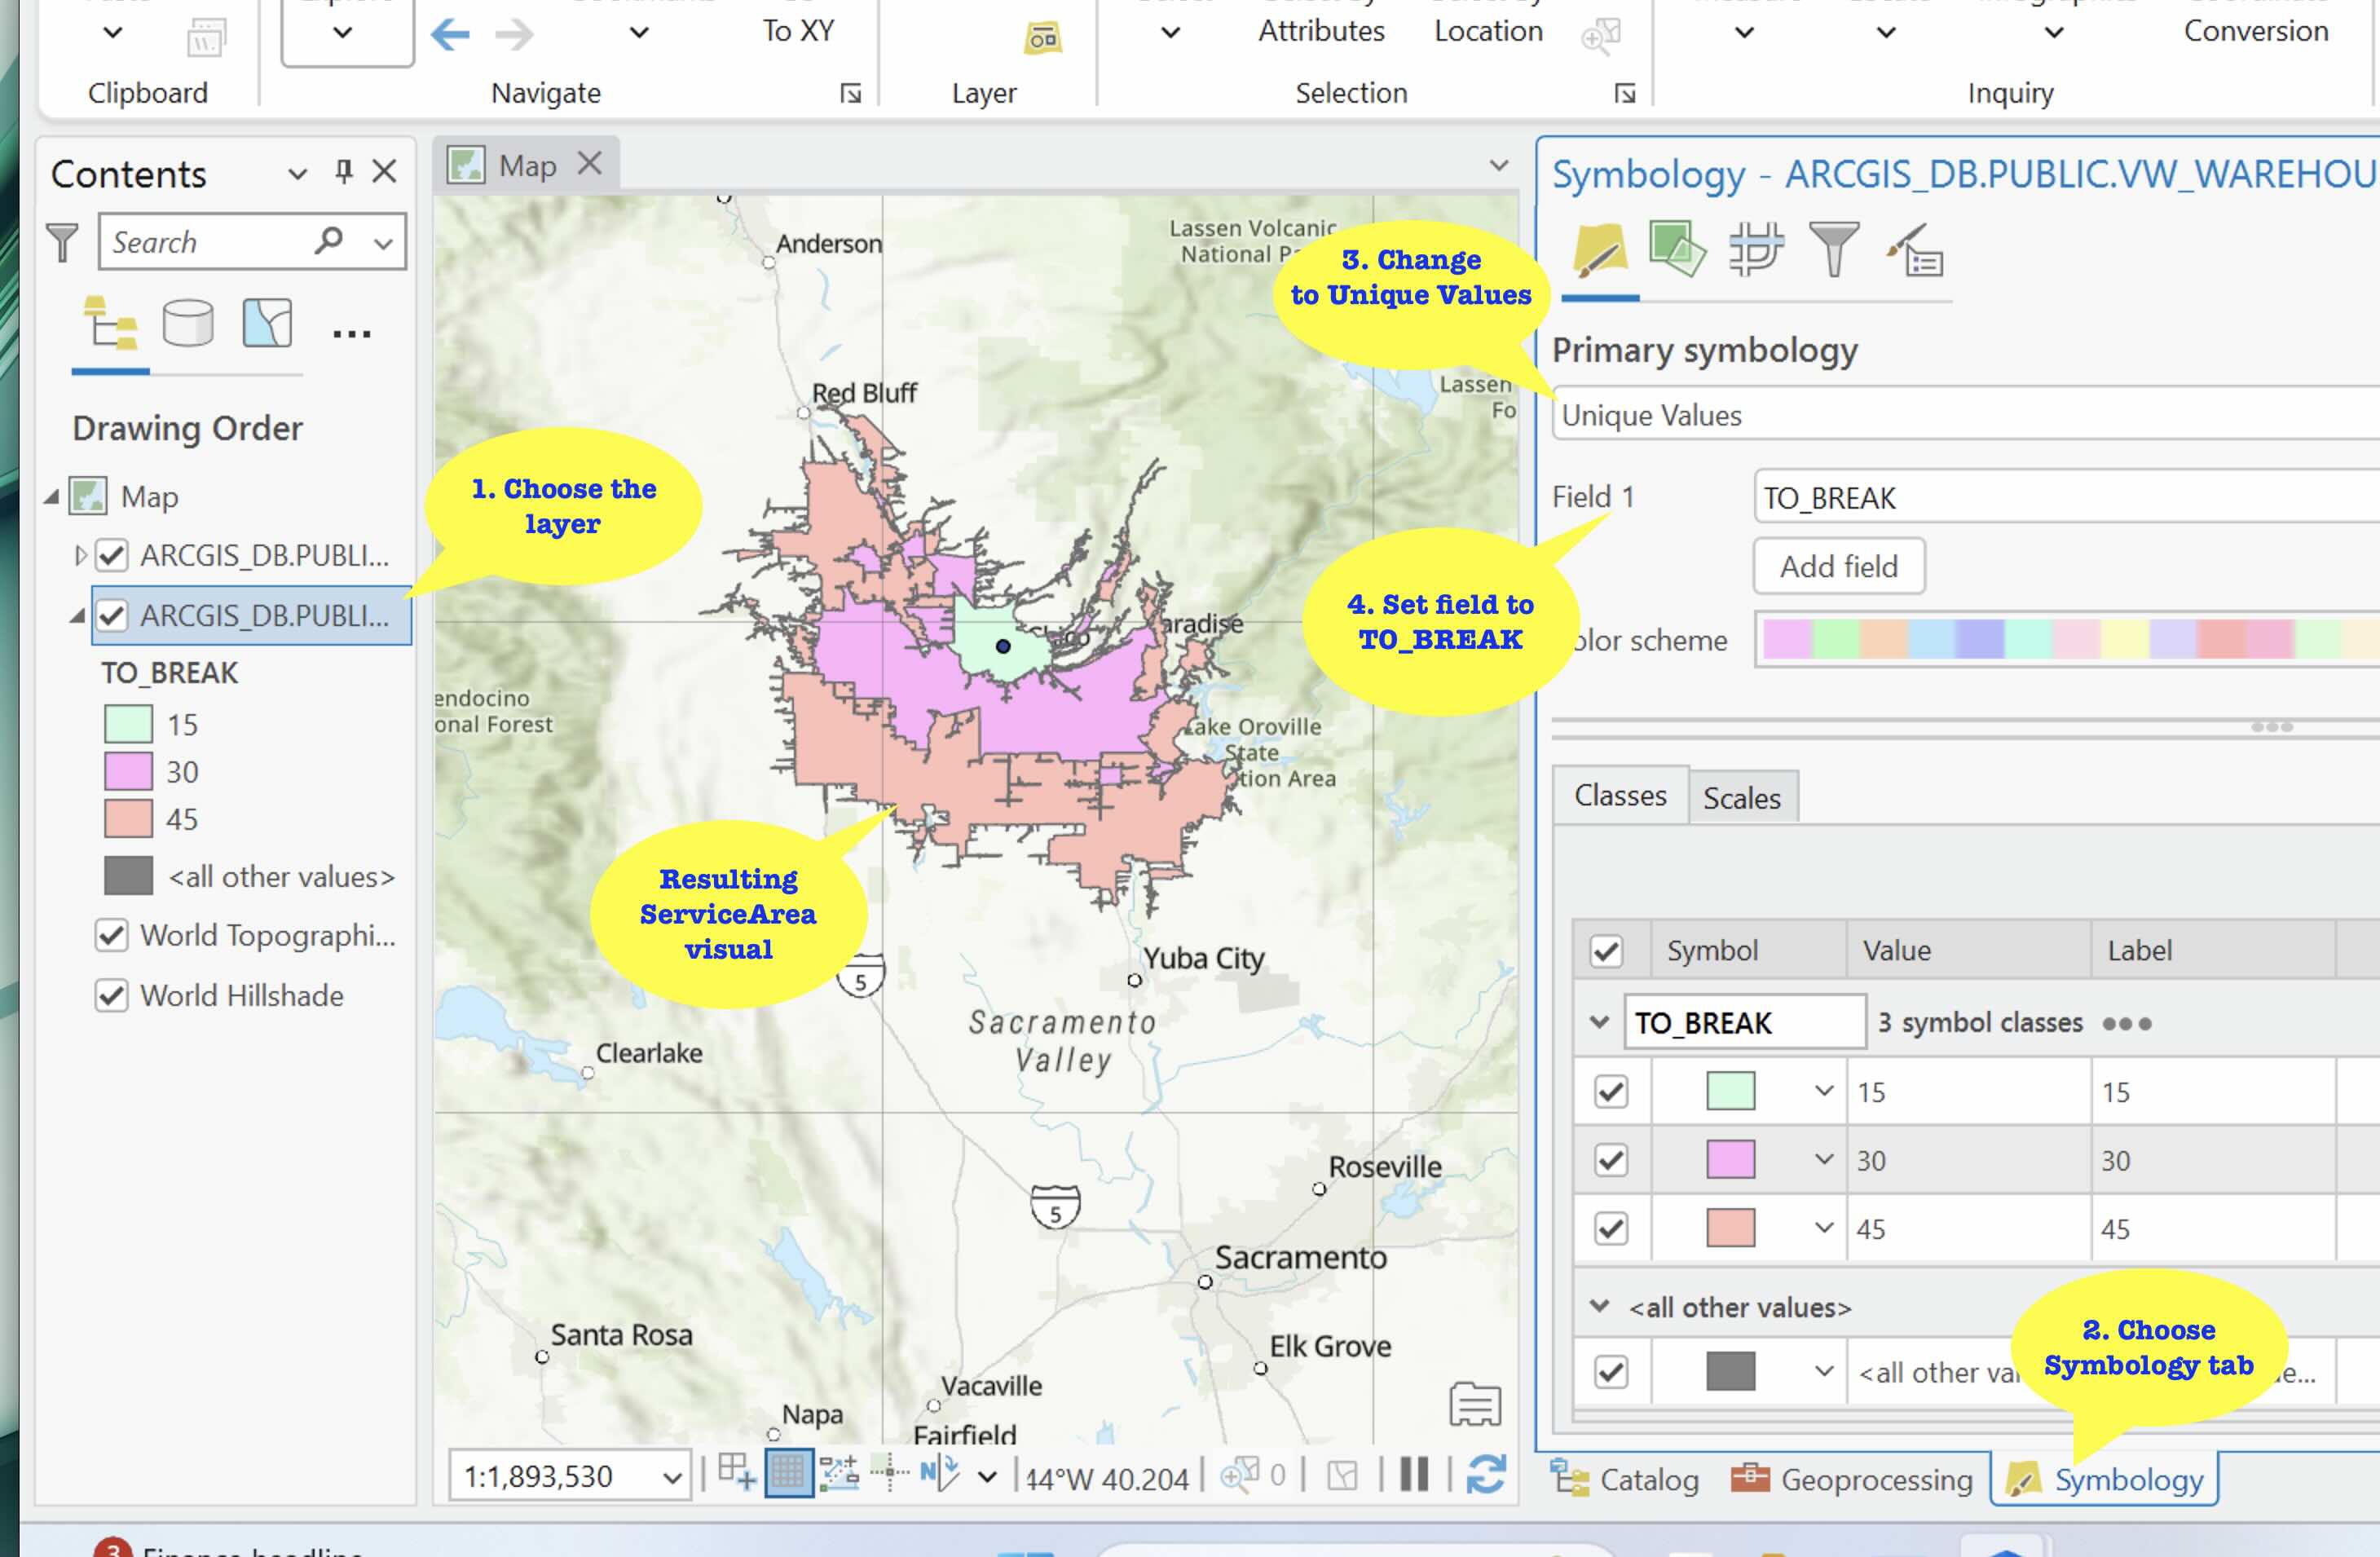 To XY
Attributes
Location
Conversion
Clipboard
Navigate
Layer
Selection
Inquiry
Contents
Search
Drawing Order
Map
ARCGIS_DB.PUBLI...
ARCGIS_DB.PUBLI...
TO_BREAK
15
30
45
<all other values>
World Topographi...
World Hillshade
1. Choose the
layer
Map
Anderson
Lassen Volcanic
National P
Red Bluff
Lassen
Fo
aradise
endocino
onal Forest
Lake Oroville
State
tion Area
Resulting
ServiceArea
visual
5
Yuba City
Sacramento
Valley
Clearlake
Roseville
5
Sacramento
Santa Rosa
Elk Grove
Vacaville
Napa
Fairfield
1:1,893,530
N
44°W 40.204
0
3. Change
to Unique Values
4. Set field to
TO_BREAK
Symbology - ARCGIS_DB.PUBLIC.VW_WAREHOU
Primary symbology
Unique Values
Field 1
TO_BREAK
Add field
olor scheme
Classes
Scales
Symbol
Value
Label
TO_BREAK
3 symbol classes
15
15
30
30
45
45
<all other values>
<all other va
e...
2. Choose
Symbology tab
Catalog
Geoprocessing
Symbology
3
Finance headline